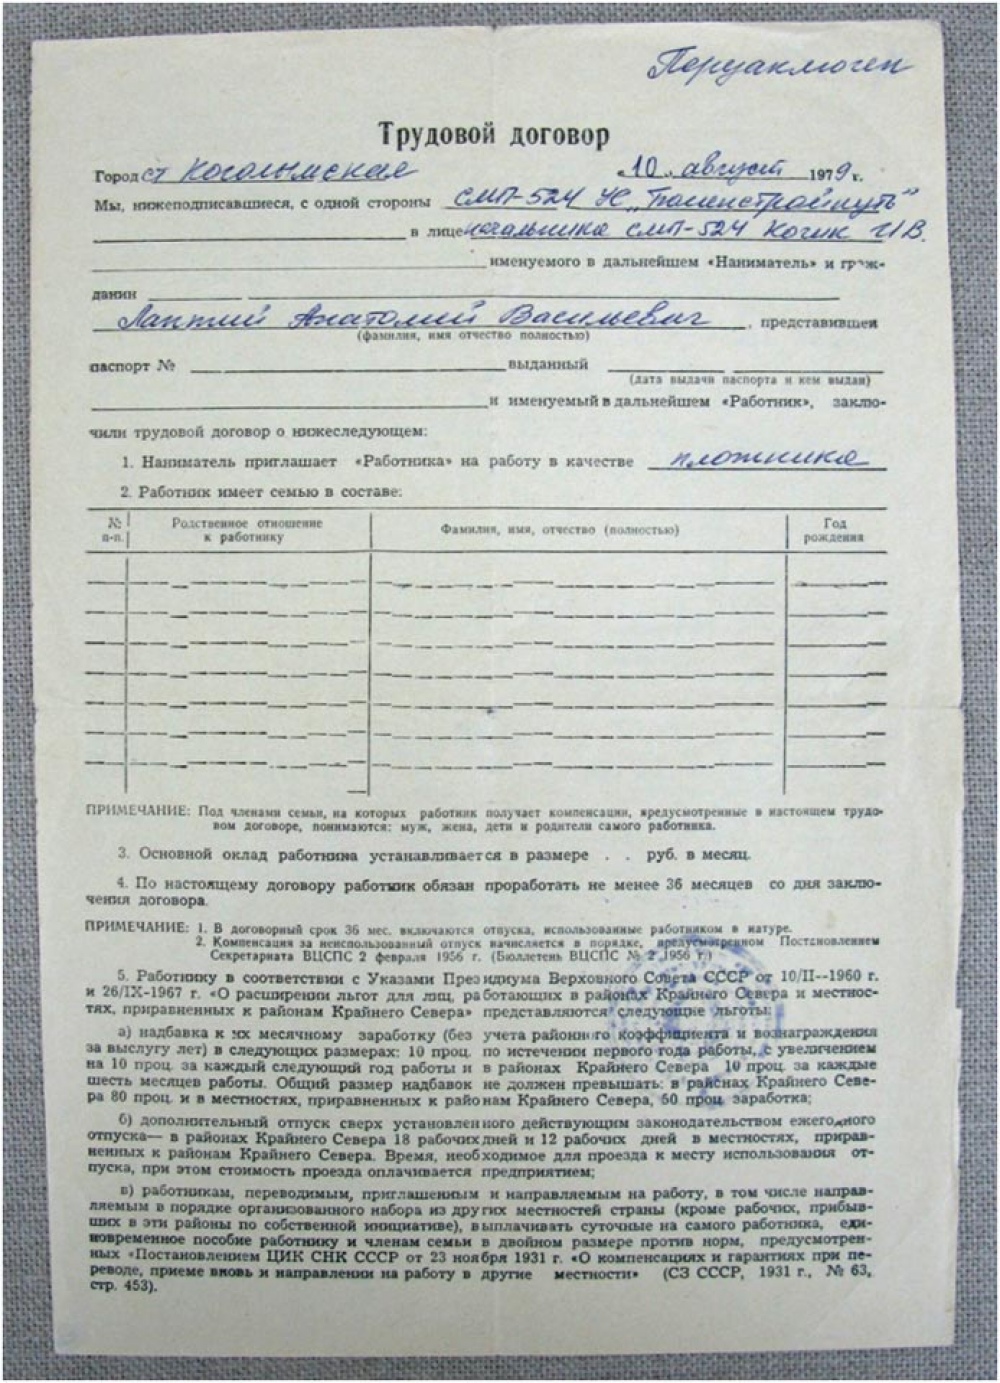 Перзаключен
Трудовой договор
Город ст Когалымская „10„ август 1979 г.
Мы, нижеподписавшиеся, с одной стороны СМП-524 УС „Тюменстройпуть"
в лице начальника СМП-524 Когик И В.
именуемого в дальнейшем «Наниматель» и граж-
данин
Лаптий Анатолий Васильевич, представившей
(фамилия, имя отчество полностью)
паспорт № выданный
(дата выдачи паспорта и кем выдан)
и именуемый в дальнейшем «Работник», заклю-
чили трудовой договор о нижеследующем:
1. Наниматель приглашает «Работника» на работу в качестве плотника
2. Работник имеет семью в составе:
№ п-п. Родственное отношение к работнику Фамилия, имя, отчество (полностью) Год рождения
ПРИМЕЧАНИЕ: Под членами семьи, на которых работник получает компенсации, предусмотренные в настоящем трудо-
вом договоре, понимаются: муж, жена, дети и родители самого работника.
3. Основной оклад работнина устанавливается в размере . . руб. в месяц.
4. По настоящему договору работник обязан проработать не менее 36 месяцев со дня заклю-
чения договора.
ПРИМЕЧАНИЕ: 1. В договорный срок 36 мес. включаются отпуска, использованные работником в натуре.
2. Компенсация за неиспользованный отпуск начисляется в порядке, предусмотренном Постановлением
Секретариата ВЦСПС 2 февраля 1956 г. (Бюллетень ВЦСПС № 2 1956 г.)
5. Работнику в соответствии с Указами Президиума Верховного Совета СССР от 10/II--1960 г.
и 26/IX-1967 г. «О расширении льгот для лиц, работающих в районах Крайнего Севера и местнос-
тях, приравненных к районам Крайнего Севера» представляются следующие льготы:
а) надбавка к их месячному заработку (без учета районного коэффициента и вознаграждения
за выслугу лет) в следующих размерах: 10 проц. по истечении первого года работы, с увеличением
на 10 проц. за каждый следующий год работы и в районах Крайнего Севера 10 проц. за каждые
шесть месяцев работы. Общий размер надбавок не должен превышать: в районах Крайнего Севе-
ра 80 проц. и в местностях, приравненных к районам Крайнего Севера, 50 проц. заработка;
б) дополнительный отпуск сверх установленного действующим законодательством ежегодного
отпуска— в районах Крайнего Севера 18 рабочих дней и 12 рабочих дней в местностях, прирав-
ненных к районам Крайнего Севера. Время, необходимое для проезда к месту использования от-
пуска, при этом стоимость проезда оплачивается предприятием;
в) работникам, переводимым, приглашенным и направляемым на работу, в том числе направ-
ляемым в порядке организованного набора из других местностей страны (кроме рабочих, прибыв-
ших в эти районы по собственной инициативе), выплачивать суточные на самого работника, еди-
новременное пособие работнику и членам семьи в двойном размере против норм, предусмотрен-
ных «Постановлением ЦИК СНК СССР от 23 ноября 1931 г. «О компенсациях и гарантиях при пе-
реводе, приеме вновь и направлении на работу в другие местности» (СЗ СССР, 1931 г., № 63,
стр. 453).